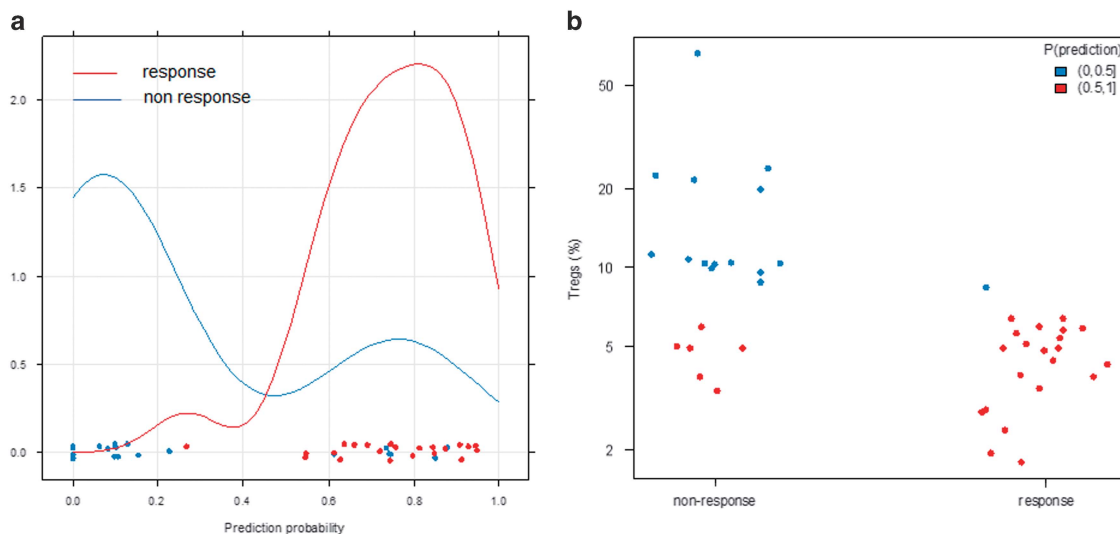 a
response
non response
2.0
1.5
1.0
0.5
0.0
0.0 0.2 0.4 0.6 0.8 1.0
Prediction probability
b
P(prediction)
(0,0.5]
(0.5,1]
50
20
10
5
2
Tregs (%)
non-response response